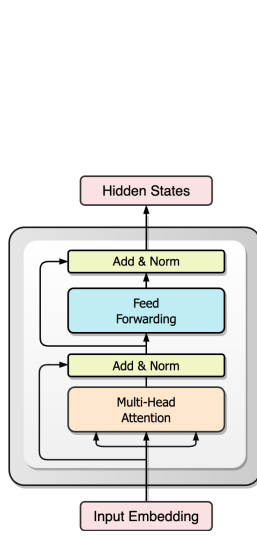 Hidden States
Add & Norm
Feed
Forwarding
Add & Norm
Multi-Head
Attention
Input Embedding